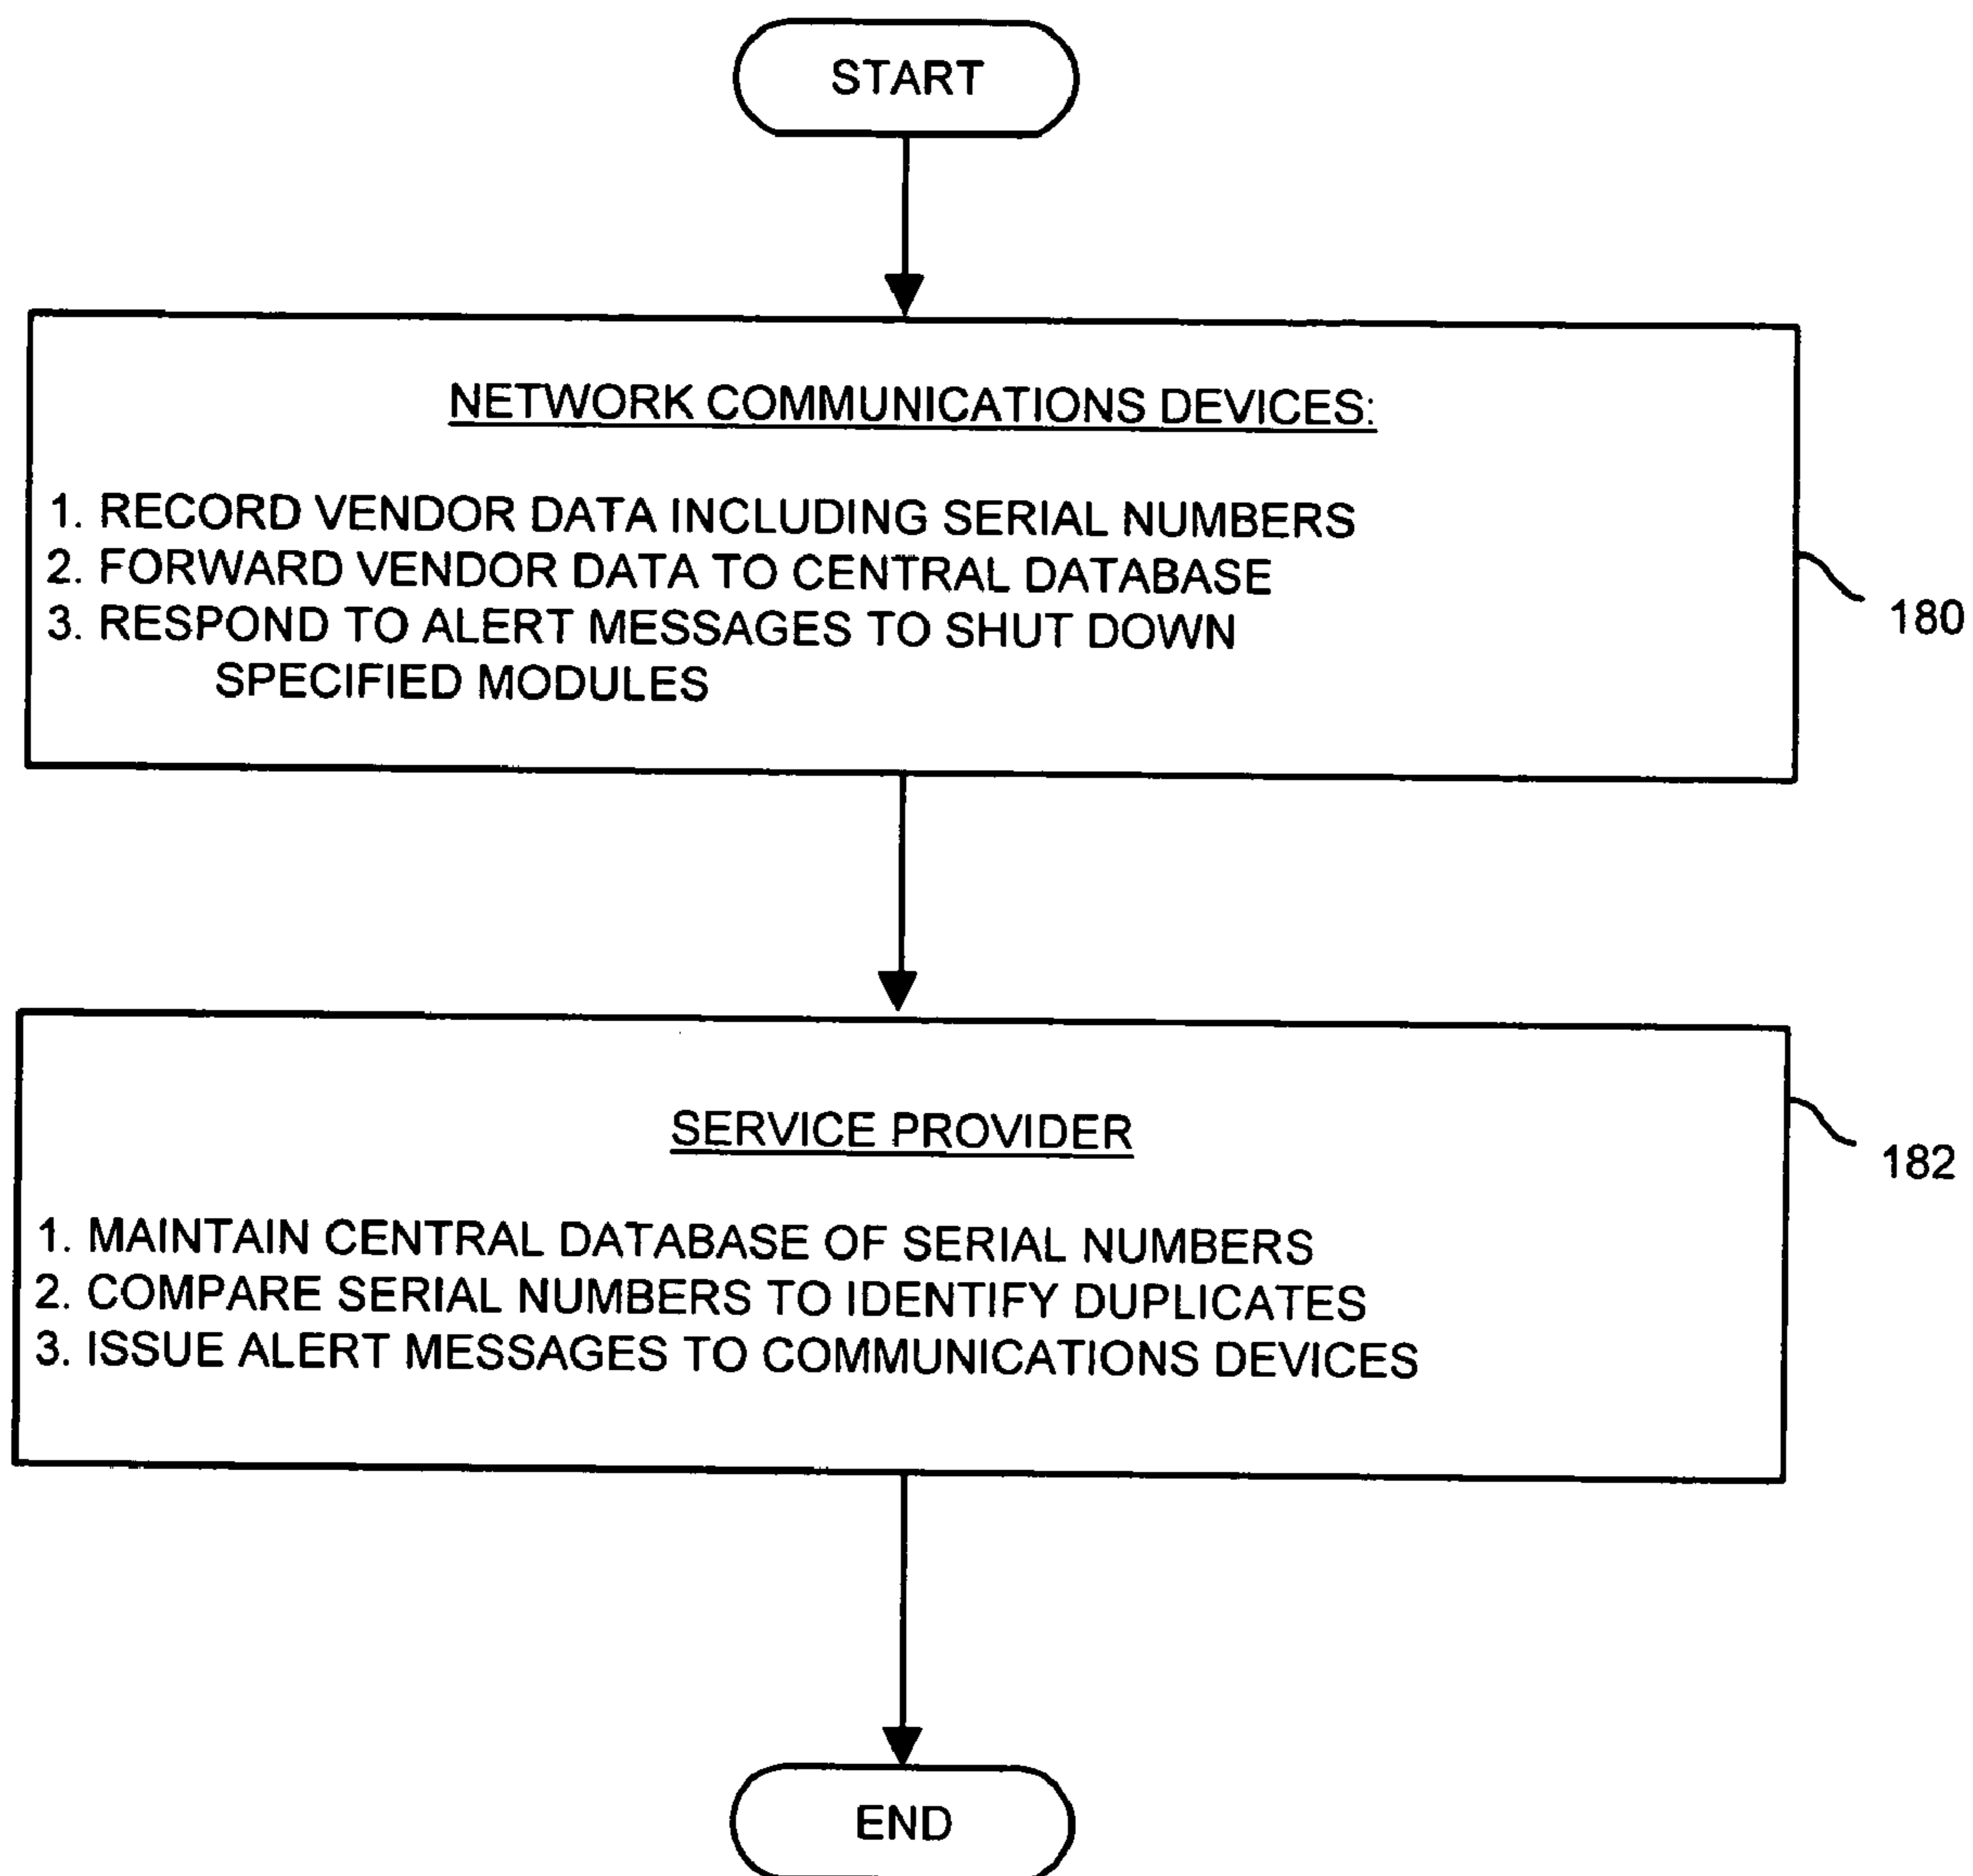 START
NETWORK COMMUNICATIONS DEVICES:
1. RECORD VENDOR DATA INCLUDING SERIAL NUMBERS
2. FORWARD VENDOR DATA TO CENTRAL DATABASE
3. RESPOND TO ALERT MESSAGES TO SHUT DOWN
SPECIFIED MODULES
180
SERVICE PROVIDER
182
1. MAINTAIN CENTRAL DATABASE OF SERIAL NUMBERS
2. COMPARE SERIAL NUMBERS TO IDENTIFY DUPLICATES
3. ISSUE ALERT MESSAGES TO COMMUNICATIONS DEVICES
END